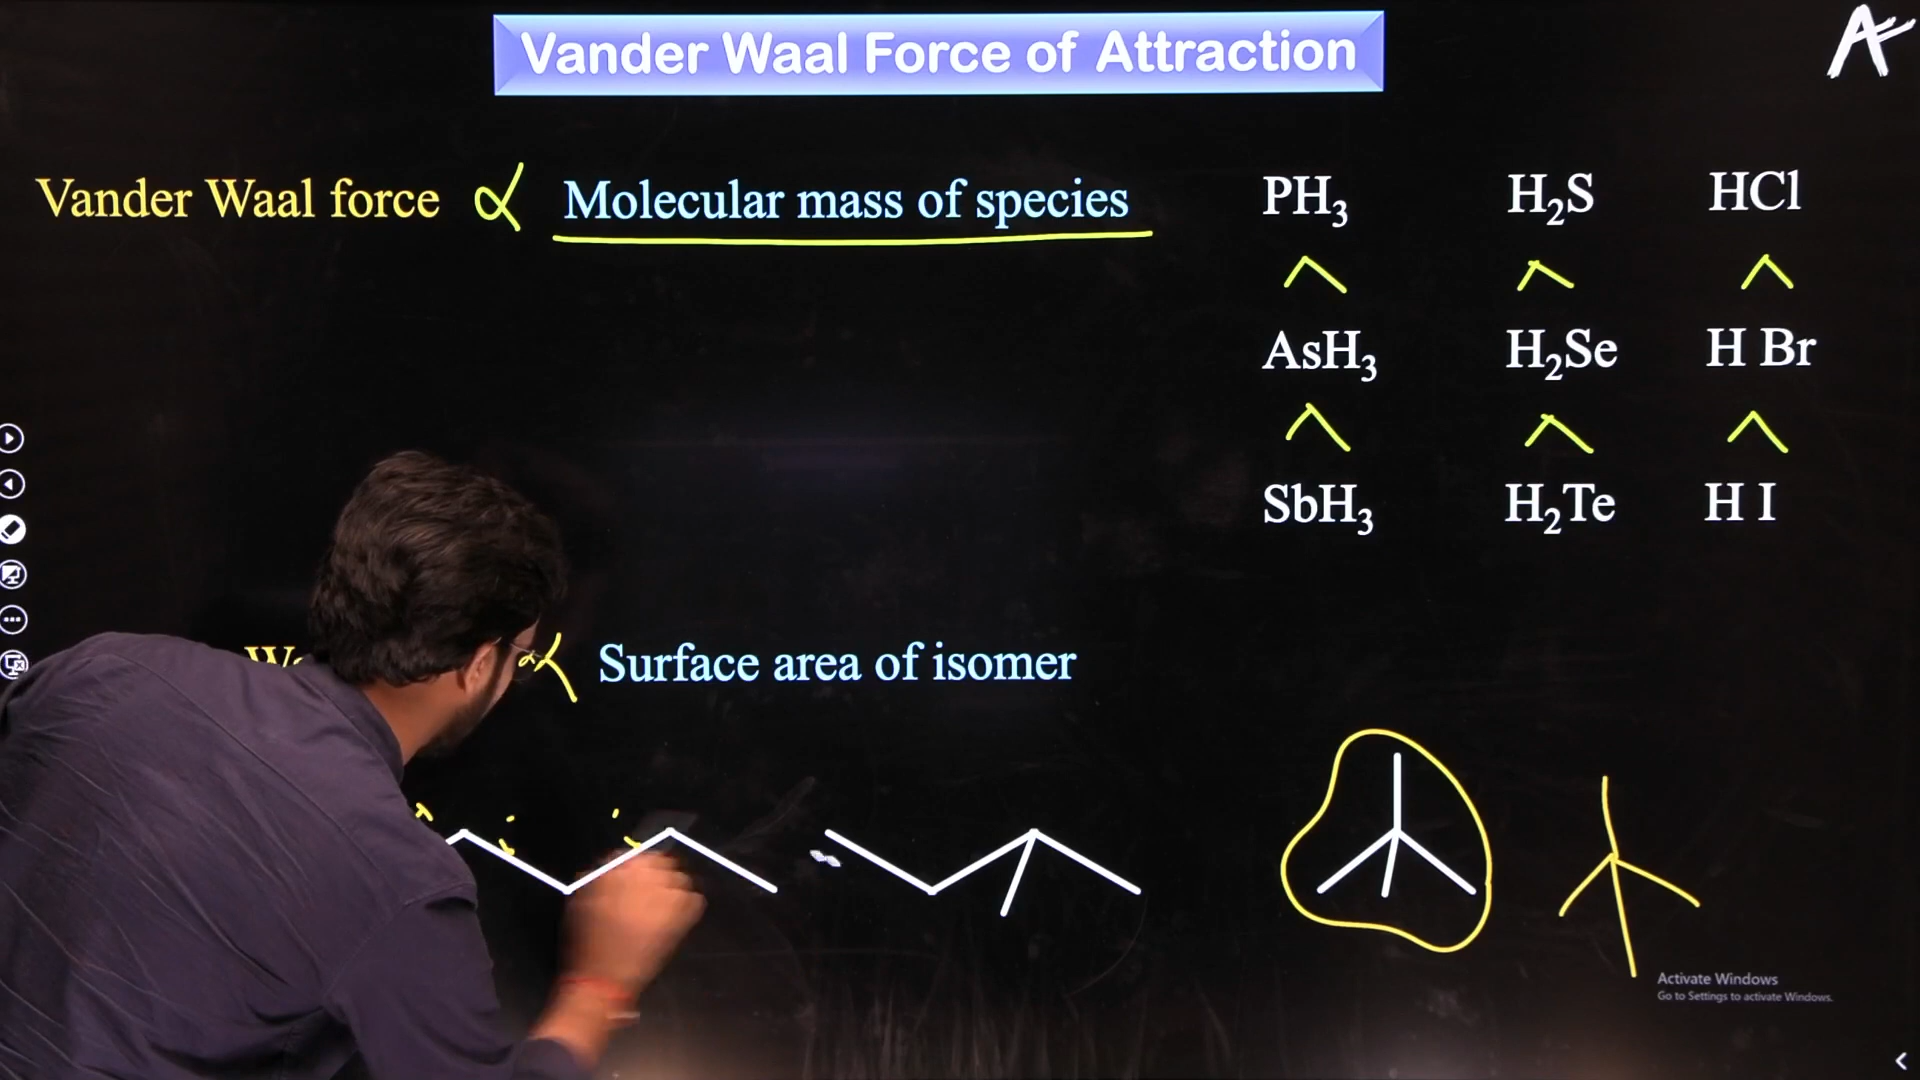 Vander Waal Force of Attraction
Vander Waal force ∝ Molecular mass of species
PH₃ H₂S HCl
^ ^ ^
AsH₃ H₂Se H Br
^ ^ ^
SbH₃ H₂Te H I
∝ Surface area of isomer
Activate Windows
Go to Settings to activate Windows.